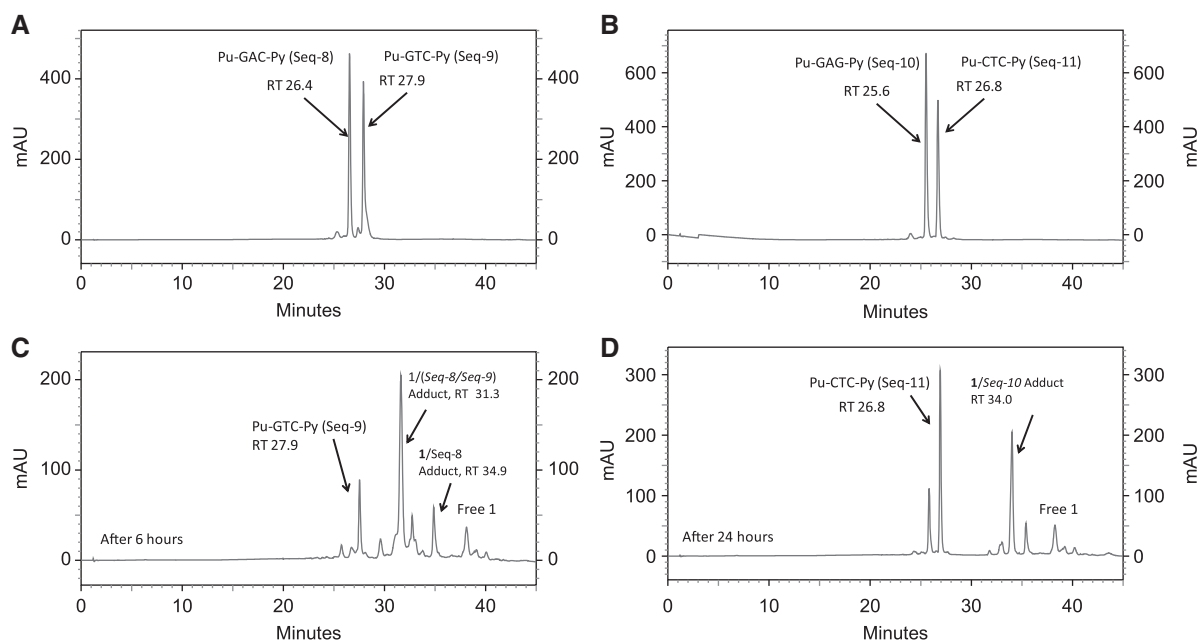 A
Pu-GAC-Py (Seq-8)
RT 26.4
Pu-GTC-Py (Seq-9)
RT 27.9
mAU
400
200
0
400
200
0
0
10
20
30
40
Minutes
B
Pu-GAG-Py (Seq-10)
RT 25.6
Pu-CTC-Py (Seq-11)
RT 26.8
mAU
600
400
200
0
600
400
200
0
mAU
0
10
20
30
40
Minutes
C
Pu-GTC-Py (Seq-9)
RT 27.9
1/(Seq-8/Seq-9)
Adduct, RT 31.3
1/Seq-8
Adduct, RT 34.9
Free 1
After 6 hours
mAU
200
100
0
200
100
0
0
10
20
30
40
Minutes
D
Pu-CTC-Py (Seq-11)
RT 26.8
1/Seq-10 Adduct
RT 34.0
Free 1
After 24 hours
mAU
300
200
100
0
300
200
100
0
mAU
0
10
20
30
40
Minutes